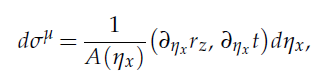 dσ^μ = \frac{1}{A(η_x)} (∂_{η_x} r_z, ∂_{η_x} t) dη_x,